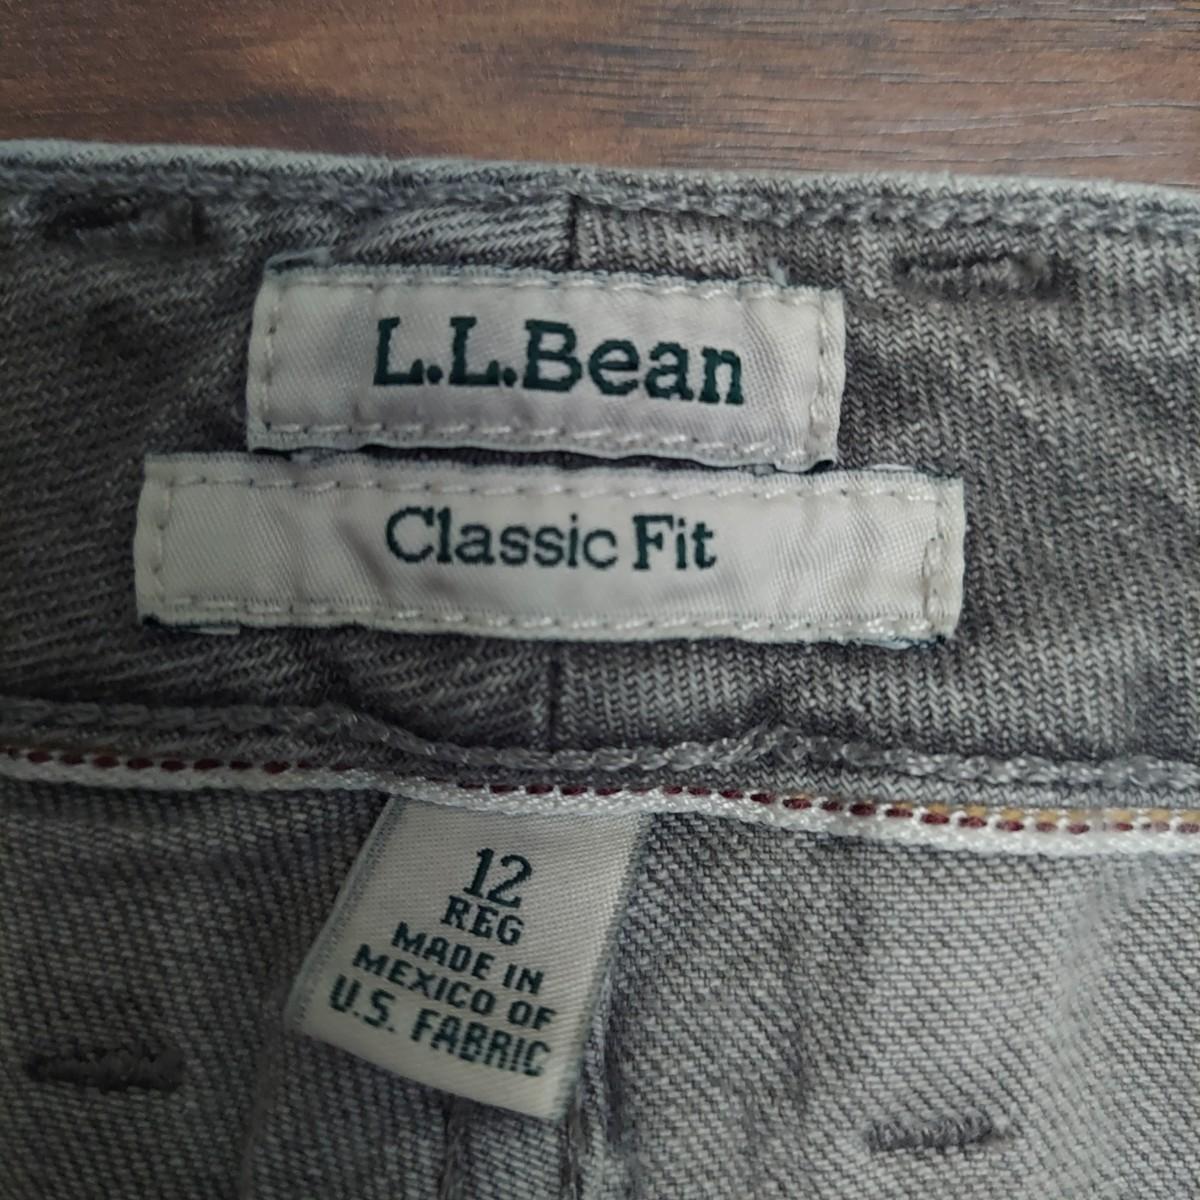 L.L.Bean
Classic Fit
12
REG
MADE IN
MEXICO OF
U.S. FABRIC